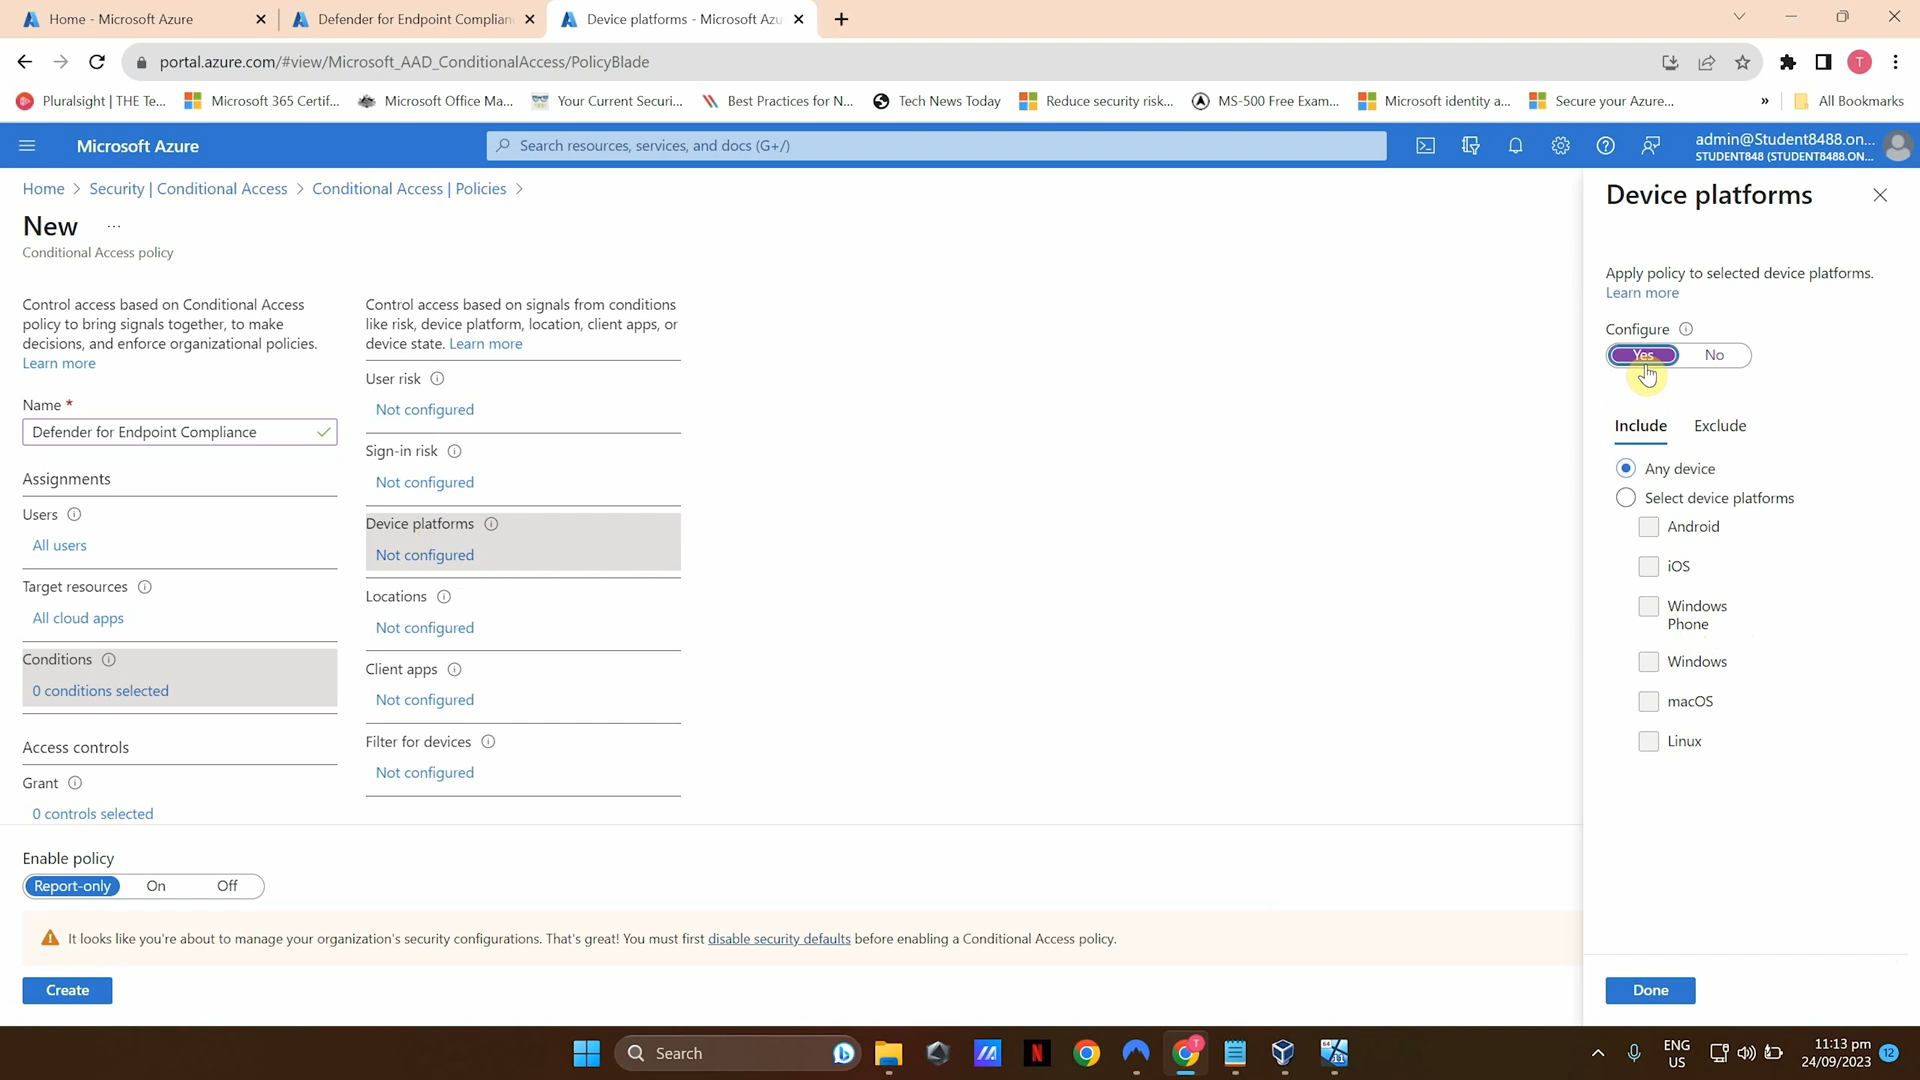 Home - Microsoft Azure
Defender for Endpoint Complian
Device platforms - Microsoft Azu
portal.azure.com/#view/Microsoft_AAD_ConditionalAccess/PolicyBlade
Pluralsight | THE Te...
Microsoft 365 Certif...
Microsoft Office Ma...
Your Current Securi...
Best Practices for N...
Tech News Today
Reduce security risk...
MS-500 Free Exam...
Microsoft identity a...
Secure your Azure...
»
All Bookmarks
T
Microsoft Azure
Search resources, services, and docs (G+/)
admin@Student8488.on...
STUDENT848 (STUDENT8488.ON...
Home > Security | Conditional Access > Conditional Access | Policies >
New ...
Conditional Access policy
Control access based on Conditional Access
policy to bring signals together, to make
decisions, and enforce organizational policies.
Learn more
Name *
Defender for Endpoint Compliance
Assignments
Users
All users
Target resources
All cloud apps
Conditions
0 conditions selected
Access controls
Grant
0 controls selected
Control access based on signals from conditions
like risk, device platform, location, client apps, or
device state. Learn more
User risk
Not configured
Sign-in risk
Not configured
Device platforms
Not configured
Locations
Not configured
Client apps
Not configured
Filter for devices
Not configured
Enable policy
Report-only On Off
It looks like you're about to manage your organization's security configurations. That's great! You must first disable security defaults before enabling a Conditional Access policy.
Create
Device platforms
Apply policy to selected device platforms.
Learn more
Configure
Yes No
Include Exclude
Any device
Select device platforms
Android
iOS
Windows
Phone
Windows
macOS
Linux
Done
Search
N
T
64
11
ENG
US
11:13 pm
24/09/2023
12